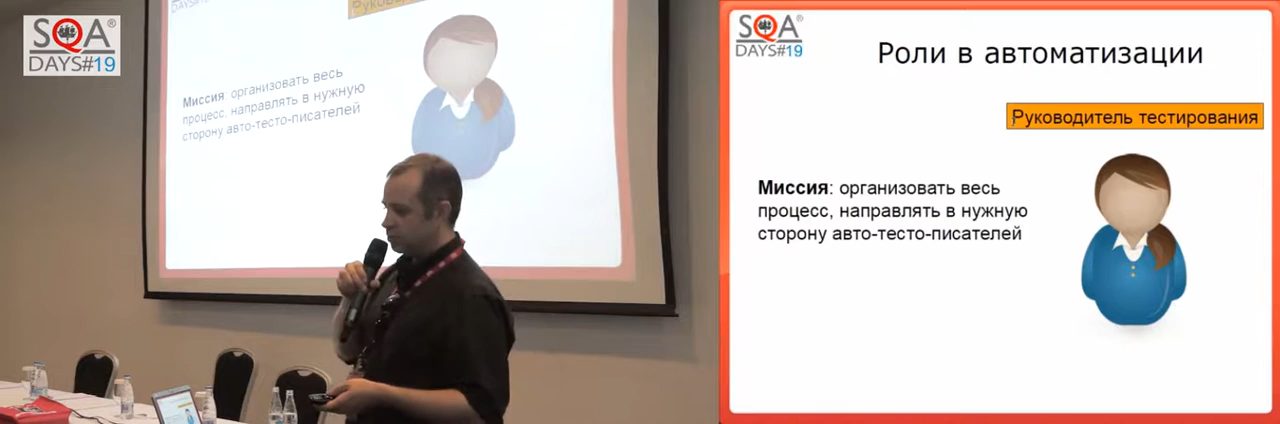 SQA®
DAYS#19
Руковод
Миссия: организовать весь
процесс, направлять в нужную
сторону авто-тесто-писателей
SQA®
DAYS#19
Роли в автоматизации
Руководитель тестирования
Миссия: организовать весь
процесс, направлять в нужную
сторону авто-тесто-писателей